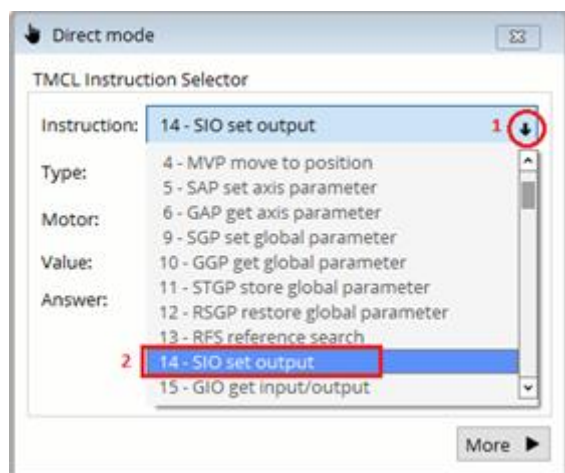 Direct mode
TMCL Instruction Selector
Instruction: 14 - SIO set output 1
4 - MVP move to position
Type:
5 - SAP set axis parameter
6 - GAP get axis parameter
Motor:
9 - SGP set global parameter
Value:
10 - GGP get global parameter
11 - STGP store global parameter
Answer:
12 - RSGP restore global parameter
13 - RFS reference search
2 14 - SIO set output
15 - GIO get input/output
More